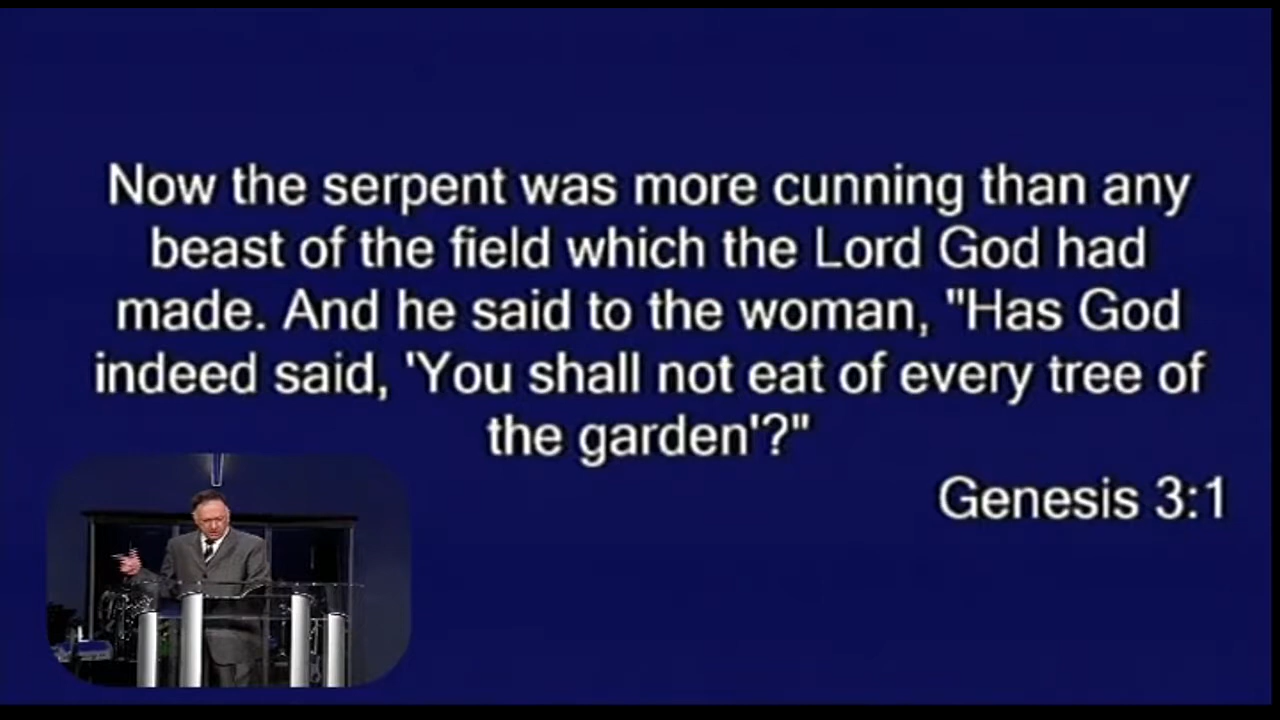 Now the serpent was more cunning than any
beast of the field which the Lord God had
made. And he said to the woman, "Has God
indeed said, 'You shall not eat of every tree of
the garden'?"
Genesis 3:1